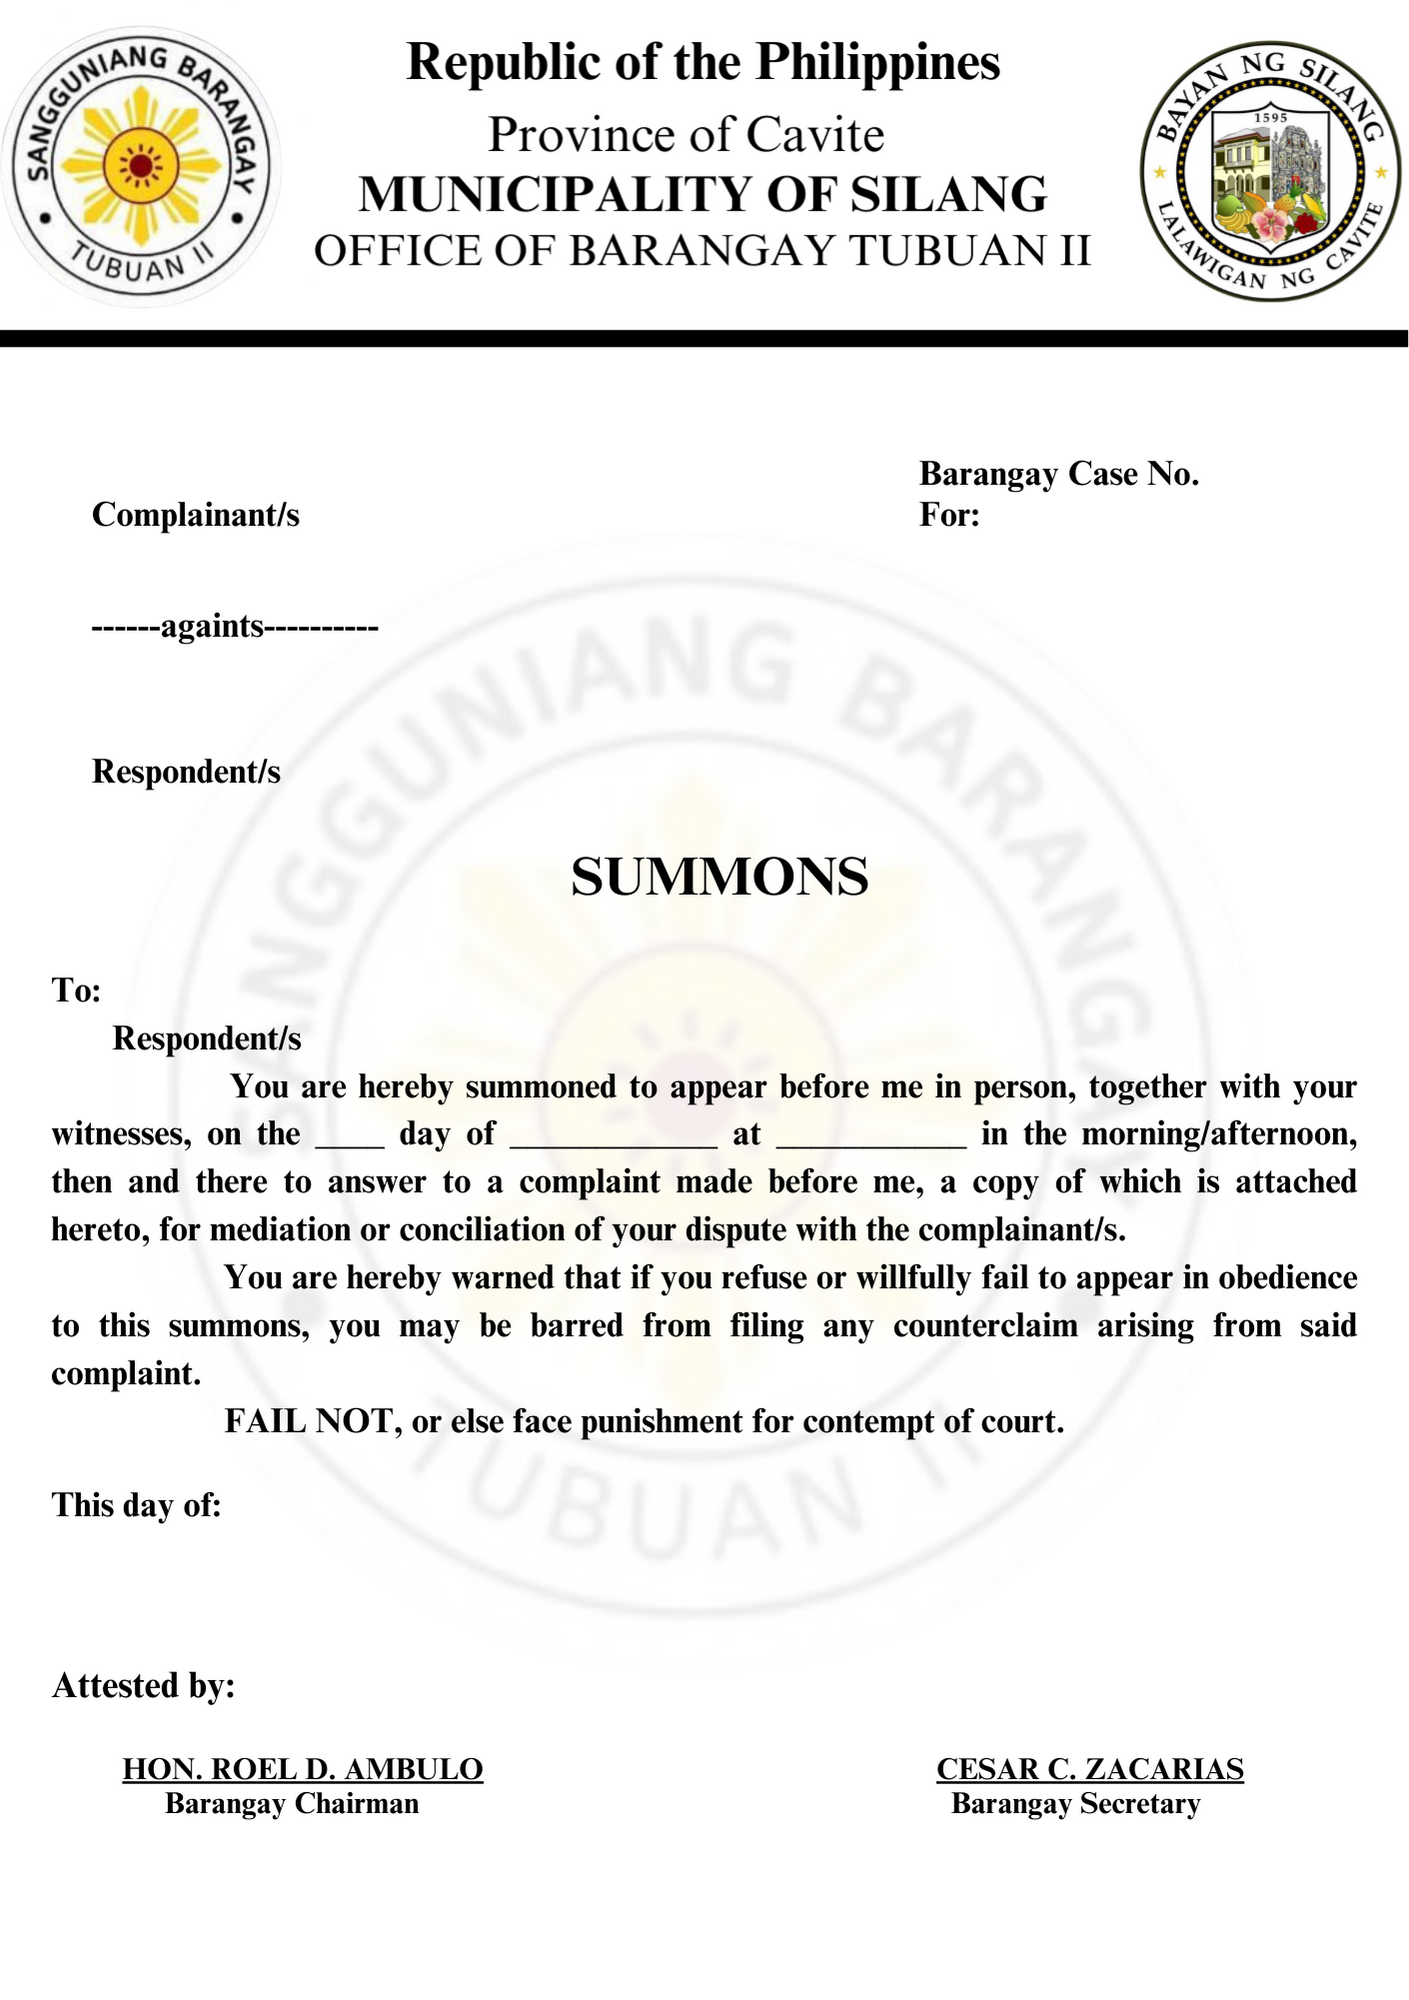 SANGGUNIANG BARANGAY
TUBUAN II
Republic of the Philippines
Province of Cavite
MUNICIPALITY OF SILANG
OFFICE OF BARANGAY TUBUAN II
BAYAN NG SILANG
1595
LALAWIGAN NG CAVITE
Barangay Case No.
Complainant/s
For:
------againts----------
Respondent/s
SUMMONS
To:
Respondent/s
You are hereby summoned to appear before me in person, together with your
witnesses, on the ____ day of ____________ at ___________ in the morning/afternoon,
then and there to answer to a complaint made before me, a copy of which is attached
hereto, for mediation or conciliation of your dispute with the complainant/s.
You are hereby warned that if you refuse or willfully fail to appear in obedience
to this summons, you may be barred from filing any counterclaim arising from said
complaint.
FAIL NOT, or else face punishment for contempt of court.
This day of:
SANGGUNIANG BARANGAY
TUBUAN II
Attested by:
HON. ROEL D. AMBULO
Barangay Chairman
CESAR C. ZACARIAS
Barangay Secretary